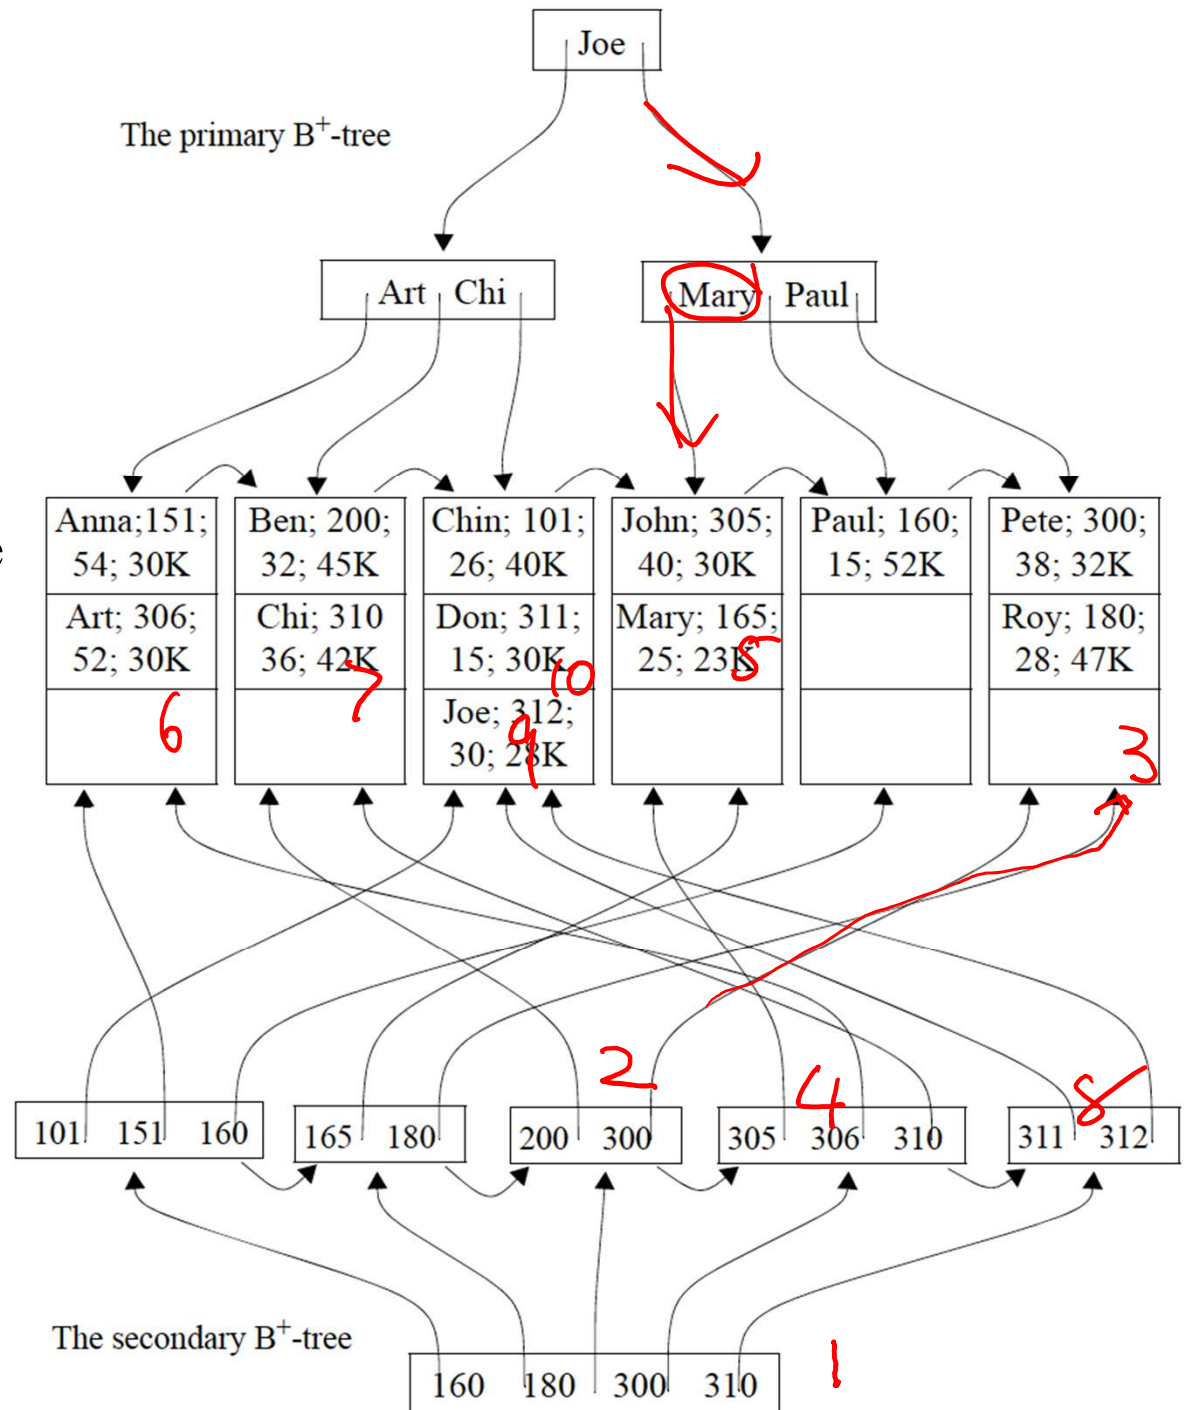 Joe
The primary B+-tree
Art Chi
Mary Paul
e
Anna;151; Ben; 200; Chin; 101; John; 305; Paul; 160; Pete; 300;
54; 30K 32; 45K 26; 40K 40; 30K 15; 52K 38; 32K
Art; 306; Chi; 310 Don; 311; Mary; 165; Roy; 180;
52; 30K 36; 42K 15; 30K 25; 23K 28; 47K
7 10 5
Joe; 312;
30; 28K
6 9 3
2 4 8
101 151 160 165 180 200 300 305 306 310 311 312
The secondary B+-tree
160 180 300 310 1